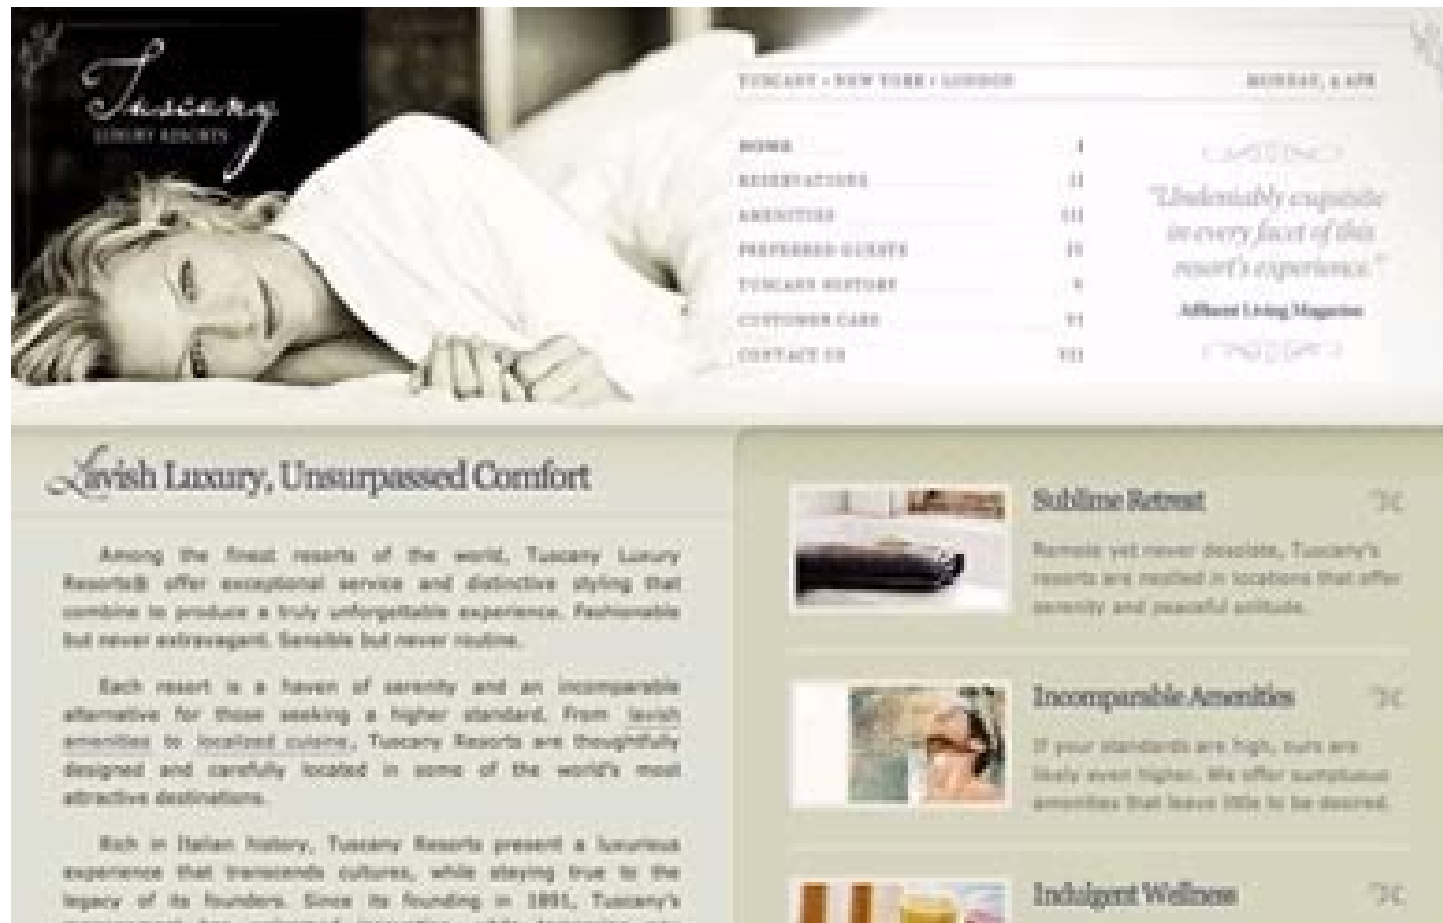 Tuscany
LUXURY RESORTS
TUSCANY • NEW YORK • LONDON
MONDAY, 9 APR
HOME I
RESERVATIONS II
AMENITIES III
PREFERRED GUESTS IV
TUSCANY HISTORY V
CUSTOMER CARE VI
CONTACT US VII
"Undeniably exquisite
in every facet of this
resort's experience."
Affluent Living Magazine
Lavish Luxury, Unsurpassed Comfort
Among the finest resorts of the world, Tuscany Luxury
Resorts® offer exceptional service and distinctive styling that
combine to produce a truly unforgettable experience. Fashionable
but never extravagant. Sensible but never routine.
Each resort is a haven of serenity and an incomparable
alternative for those seeking a higher standard. From lavish
amenities to localized cuisine, Tuscany Resorts are thoughtfully
designed and carefully located in some of the world's most
attractive destinations.
Rich in Italian history, Tuscany Resorts present a luxurious
experience that transcends cultures, while staying true to the
legacy of its founders. Since its founding in 1891, Tuscany's
Sublime Retreat
Remote yet never desolate, Tuscany's
resorts are nestled in locations that offer
serenity and peaceful solitude.
Incomparable Amenities
If your standards are high, ours are
likely even higher. We offer sumptuous
amenities that leave little to be desired.
Indulgent Wellness